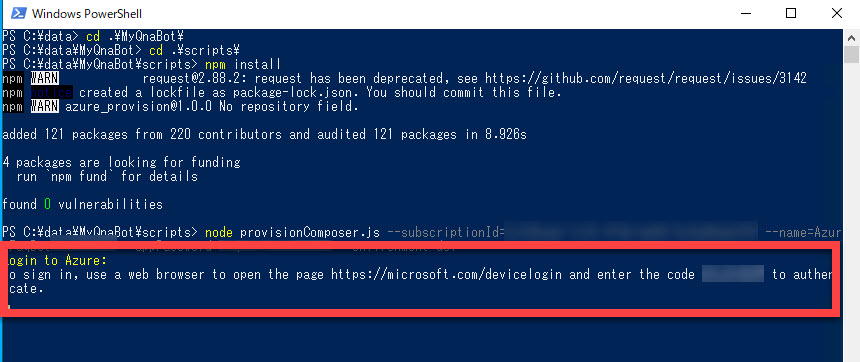 Windows PowerShell
PS C:¥data> cd .¥MyQnaBot¥
PS C:¥data¥MyQnaBot> cd .¥scripts¥
PS C:¥data¥MyQnaBot¥scripts> npm install
npm WARN request@2.88.2: request has been deprecated, see https://github.com/request/request/issues/3142
npm notice created a lockfile as package-lock.json. You should commit this file.
npm WARN azure_provision@1.0.0 No repository field.
added 121 packages from 220 contributors and audited 121 packages in 8.926s
4 packages are looking for funding
run `npm fund` for details
found 0 vulnerabilities
PS C:¥data¥MyQnaBot¥scripts> node provisionComposer.js --subscriptionId= --name=Azur
ogin to Azure:
o sign in, use a web browser to open the page https://microsoft.com/devicelogin and enter the code to authen
cate.